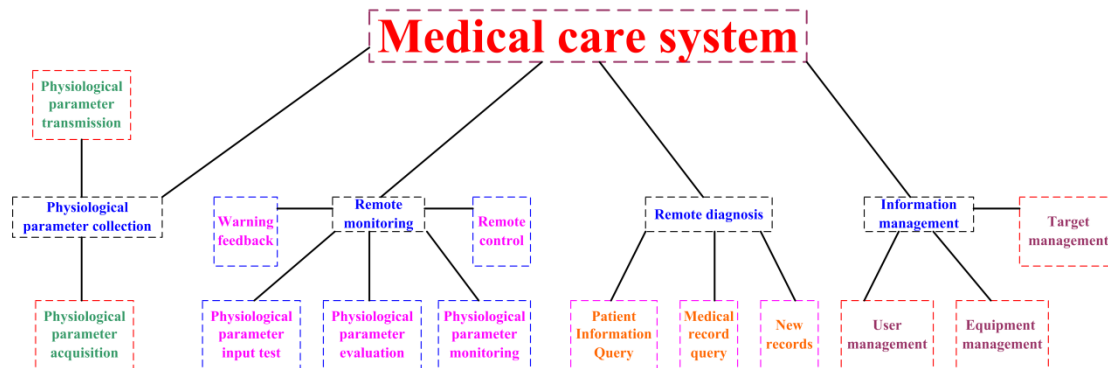 Medical care system
Physiological
parameter
transmission
Physiological
parameter collection
Remote
monitoring
Remote diagnosis
Information
management
Warning
feedback
Remote
control
Target
management
Physiological
parameter
acquisition
Physiological
parameter
input test
Physiological
parameter
evaluation
Physiological
parameter
monitoring
Patient
Information
Query
Medical
record
query
New
records
User
management
Equipment
management